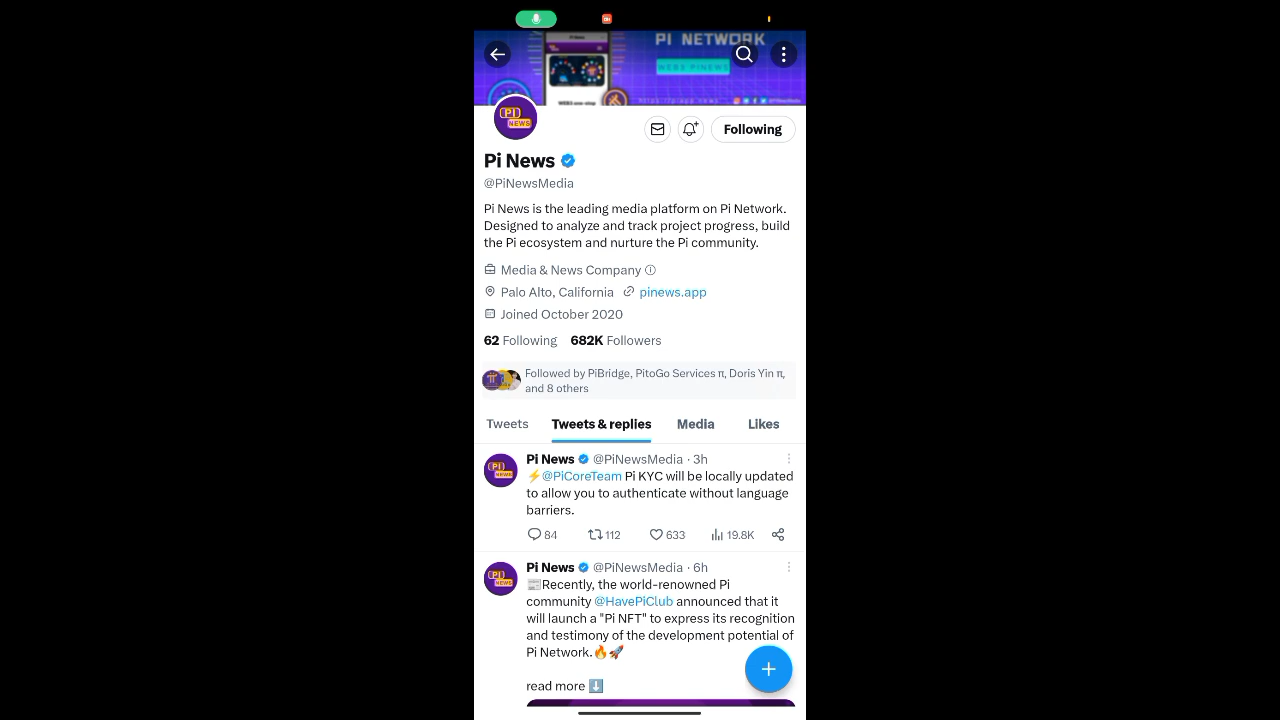 PI NETWORK
WEB3 PINEWS
PI
NEWS
Following
Pi News
@PiNewsMedia
Pi News is the leading media platform on Pi Network.
Designed to analyze and track project progress, build
the Pi ecosystem and nurture the Pi community.
Media & News Company
Palo Alto, California pinews.app
Joined October 2020
62 Following 682K Followers
Followed by PiBridge, PitoGo Services π, Doris Yin π,
and 8 others
Tweets Tweets & replies Media Likes
Pi News @PiNewsMedia · 3h
⚡@PiCoreTeam Pi KYC will be locally updated
to allow you to authenticate without language
barriers.
84 112 633 19.8K
Pi News @PiNewsMedia · 6h
📰Recently, the world-renowned Pi
community @HavePiClub announced that it
will launch a "Pi NFT" to express its recognition
and testimony of the development potential of
Pi Network.🔥🚀
read more ⬇️